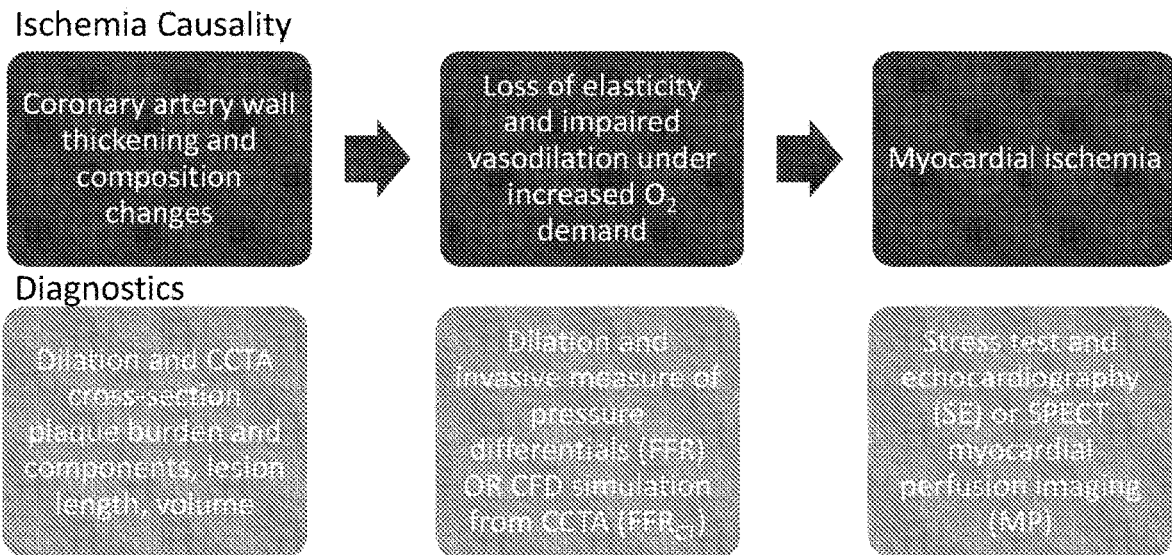 Ischemia Causality
Coronary artery wall
thickening and
composition
changes
Loss of elasticity
and impaired
vasodilation under
increased O₂
demand
Myocardial ischemia
Diagnostics
Dilation and CCTA
cross-section
plaque burden and
components, lesion
length, volume
Dilation and
invasive measure of
pressure
differentials (FFR)
OR CFD simulation
from CCTA (FFR_CT)
Stress test and
echocardiography
(SE) or SPECT
myocardial
perfusion imaging
(MP)